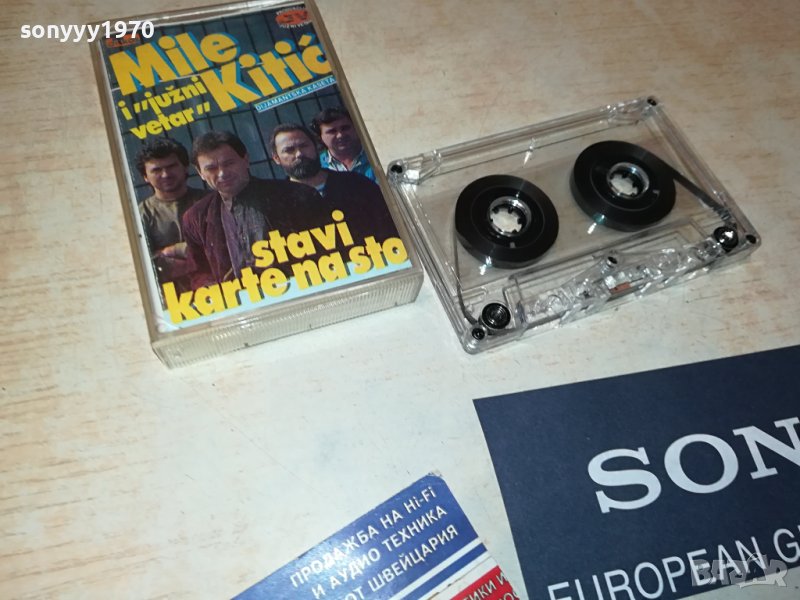 sonyyy1970
Mile
Kitić
i "južni
vetar"
DIJAMANTSKA KASETA
stavi
karte na sto
ПРОДАЖБА НА Hi-Fi
И АУДИО ТЕХНИКА
ОТ ШВЕЙЦАРИЯ
SON
EUROPEAN G
BAZAR